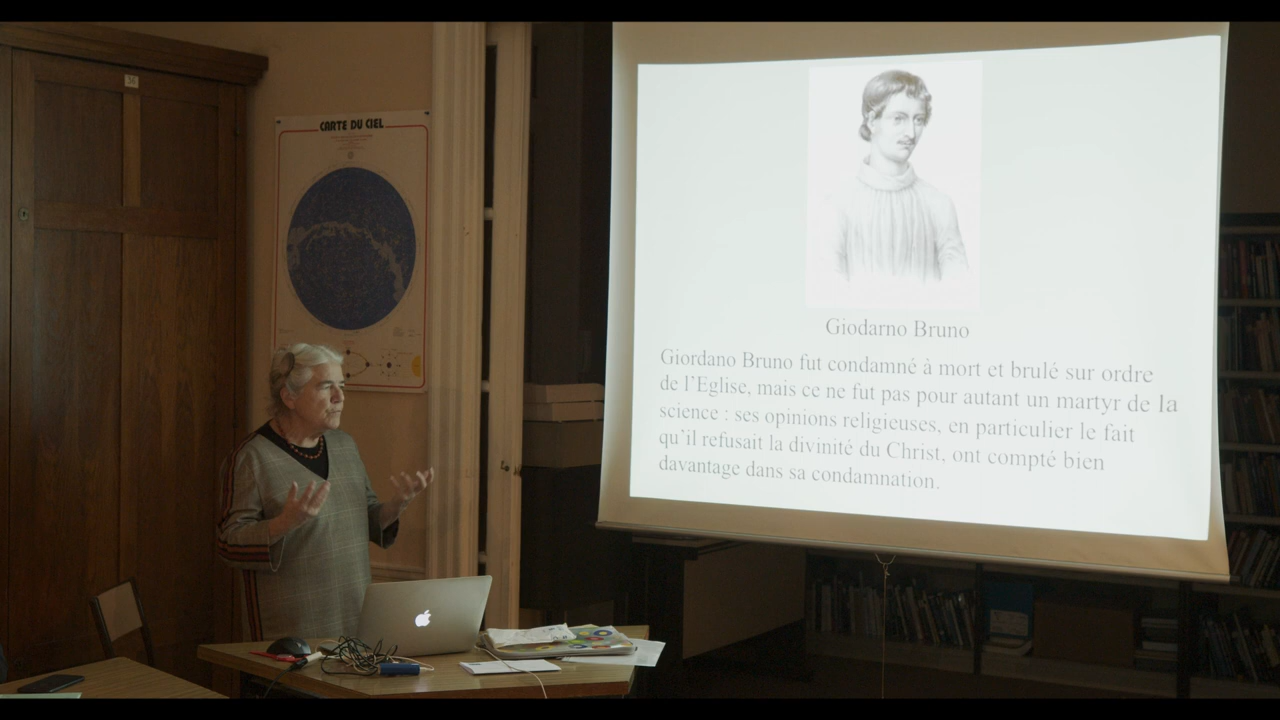 CARTE DU CIEL
Giodarno Bruno
Giordano Bruno fut condamné à mort et brulé sur ordre
de l'Eglise, mais ce ne fut pas pour autant un martyr de la
science : ses opinions religieuses, en particulier le fait
qu'il refusait la divinité du Christ, ont compté bien
davantage dans sa condamnation.